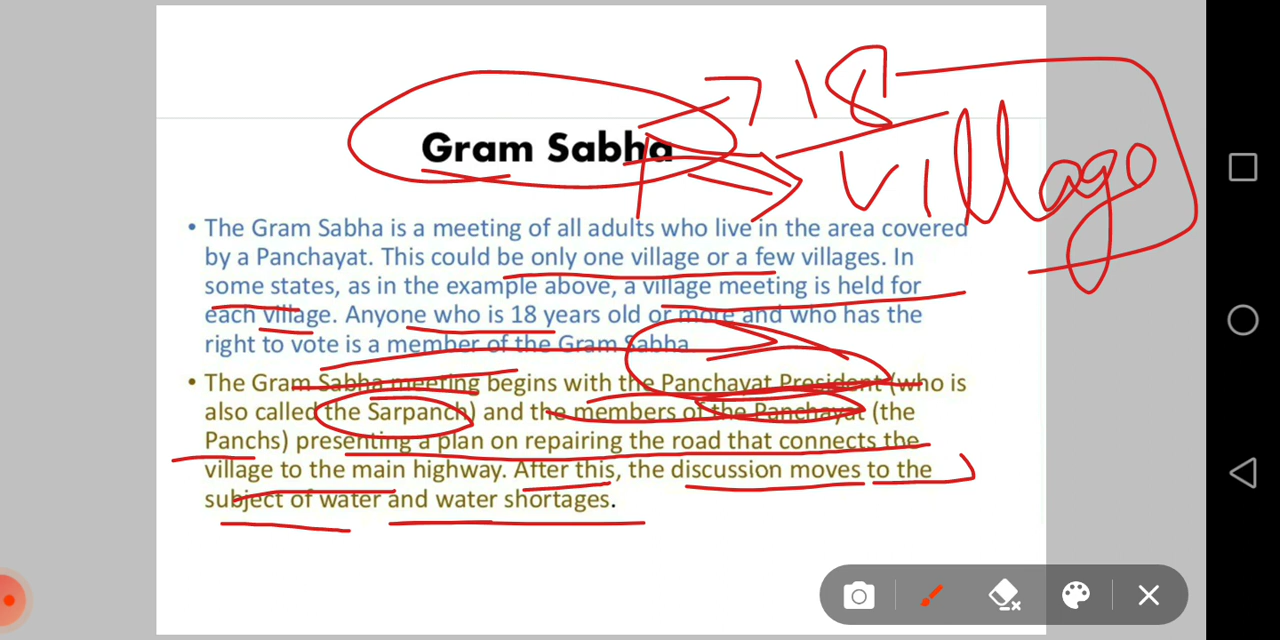 18
village
Gram Sabha
• The Gram Sabha is a meeting of all adults who live in the area covered
by a Panchayat. This could be only one village or a few villages. In
some states, as in the example above, a village meeting is held for
each village. Anyone who is 18 years old or more and who has the
right to vote is a member of the Gram Sabha.
• The Gram Sabha meeting begins with the Panchayat President (who is
also called the Sarpanch) and the members of the Panchayat (the
Panchs) presenting a plan on repairing the road that connects the
village to the main highway. After this, the discussion moves to the
subject of water and water shortages.